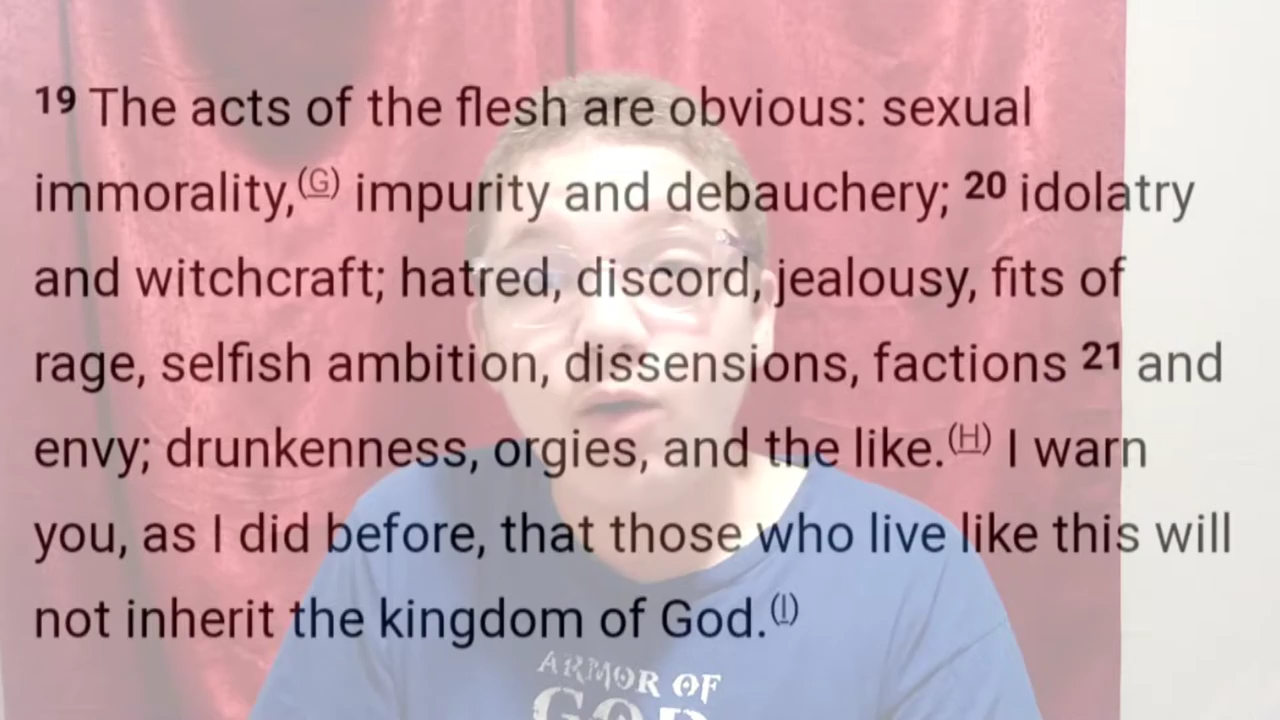 19 The acts of the flesh are obvious: sexual
immorality,(G) impurity and debauchery; 20 idolatry
and witchcraft; hatred, discord, jealousy, fits of
rage, selfish ambition, dissensions, factions 21 and
envy; drunkenness, orgies, and the like.(H) I warn
you, as I did before, that those who live like this will
not inherit the kingdom of God.(I)
ARMOR OF
GOD